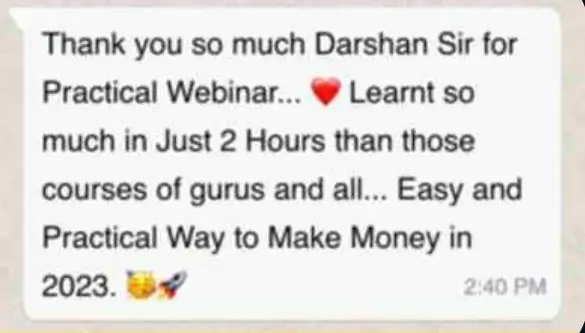 Thank you so much Darshan Sir for
Practical Webinar... ❤️ Learnt so
much in Just 2 Hours than those
courses of gurus and all... Easy and
Practical Way to Make Money in
2023. 🥳🚀 2:40 PM